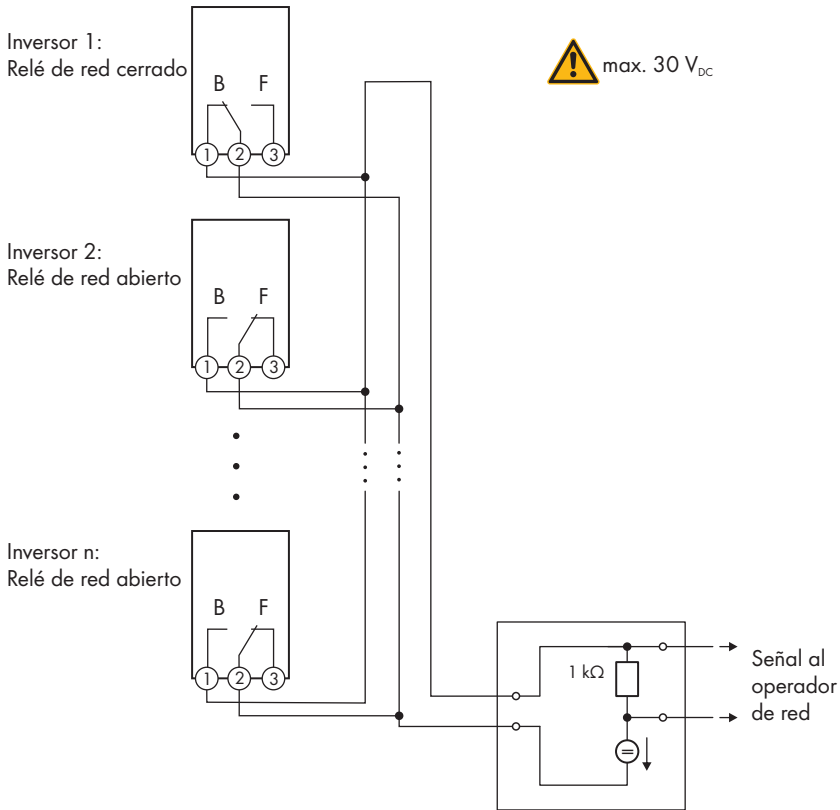 Inversor 1:
Relé de red cerrado
B F
1 2 3
max. 30 VDC
Inversor 2:
Relé de red abierto
B F
1 2 3
Inversor n:
Relé de red abierto
B F
1 2 3
1 kΩ
Señal al
operador
de red